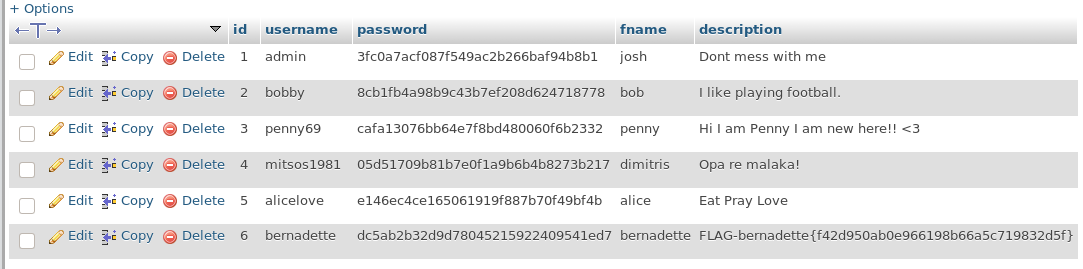 + Options
←T→ id username password fname description
Edit Copy Delete 1 admin 3fc0a7acf087f549ac2b266baf94b8b1 josh Dont mess with me
Edit Copy Delete 2 bobby 8cb1fb4a98b9c43b7ef208d624718778 bob I like playing football.
Edit Copy Delete 3 penny69 cafa13076bb64e7f8bd480060f6b2332 penny Hi I am Penny I am new here!! <3
Edit Copy Delete 4 mitsos1981 05d51709b81b7e0f1a9b6b4b8273b217 dimitris Opa re malaka!
Edit Copy Delete 5 alicelove e146ec4ce165061919f887b70f49bf4b alice Eat Pray Love
Edit Copy Delete 6 bernadette dc5ab2b32d9d78045215922409541ed7 bernadette FLAG-bernadette{f42d950ab0e966198b66a5c719832d5f}